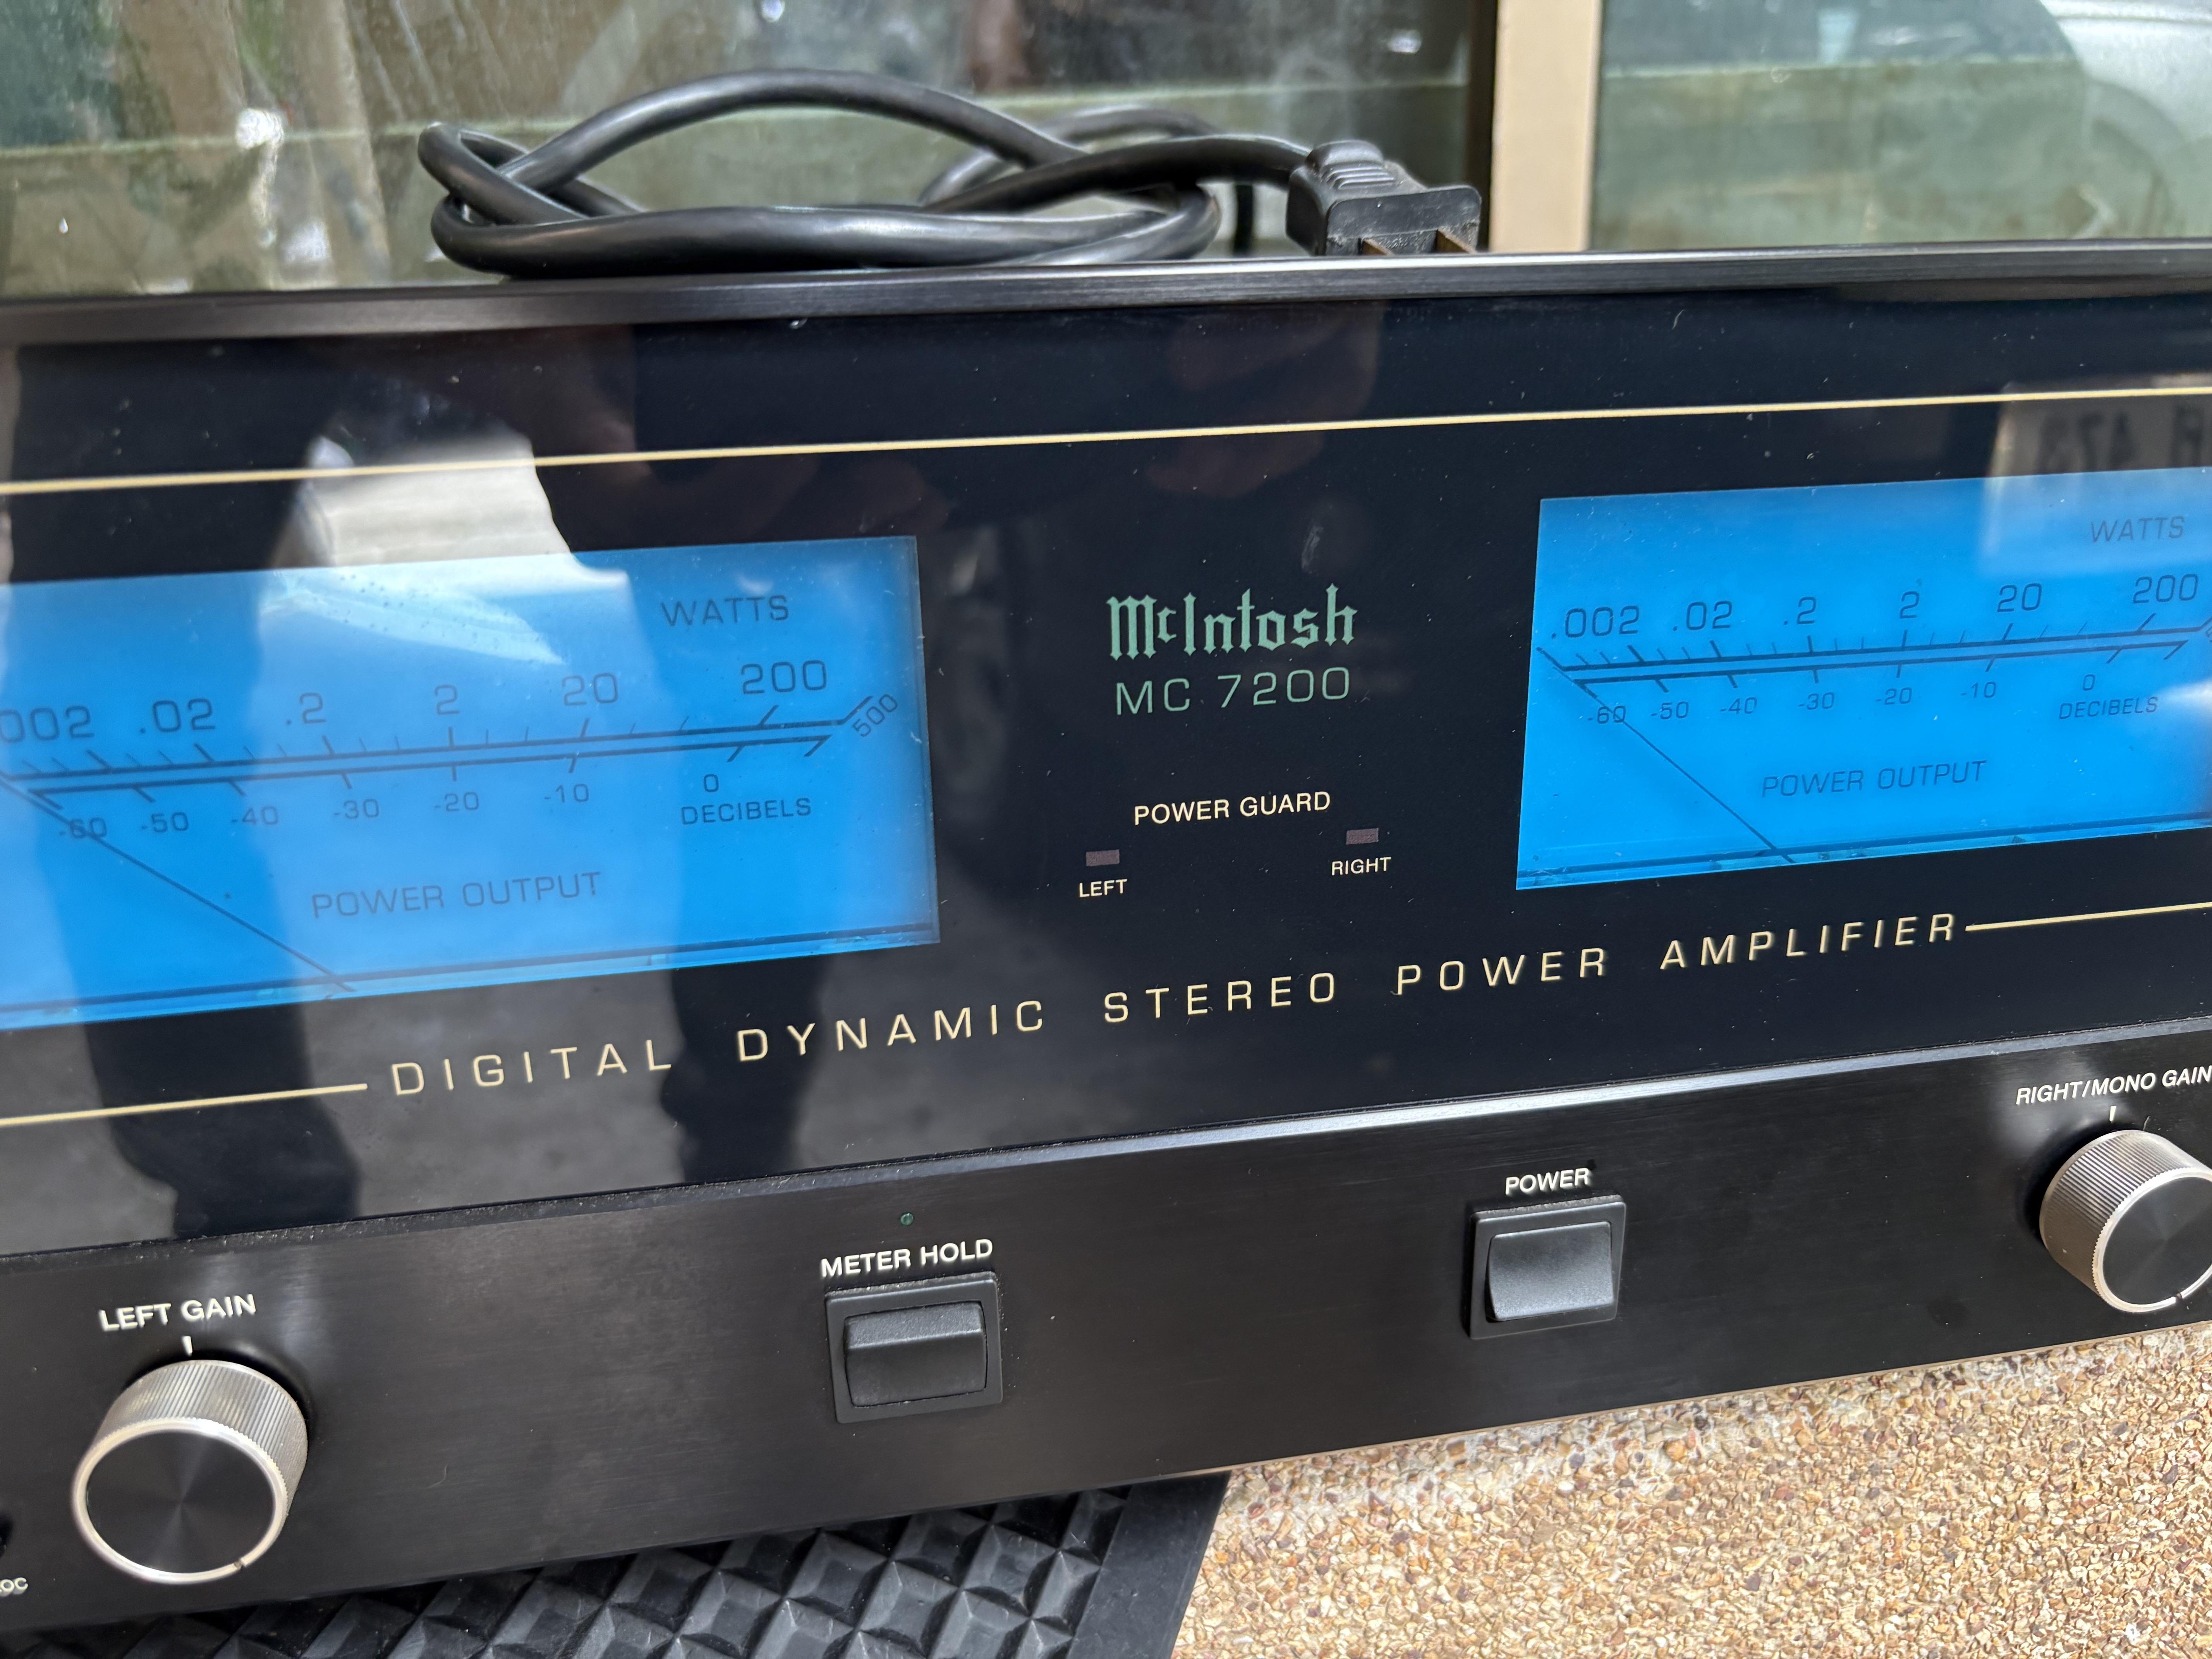 WATTS
002 .02 .2 2 20 200
500
-60 -50 -40 -30 -20 -10 0
DECIBELS
POWER OUTPUT
McIntosh
MC 7200
POWER GUARD
LEFT
RIGHT
WATTS
.002 .02 .2 2 20 200
-60 -50 -40 -30 -20 -10 0
DECIBELS
POWER OUTPUT
DIGITAL DYNAMIC STEREO POWER AMPLIFIER
LEFT GAIN
METER HOLD
POWER
RIGHT/MONO GAIN